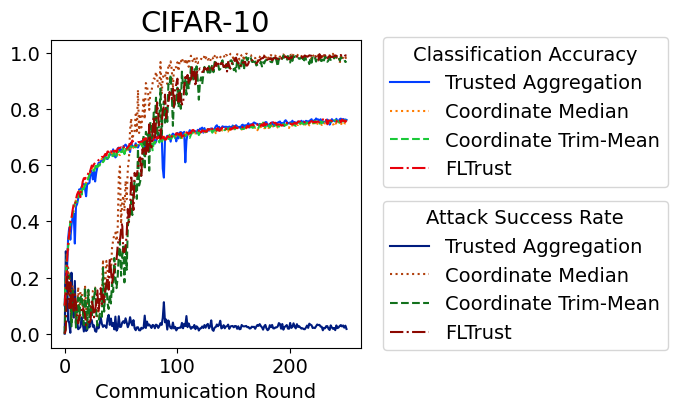 CIFAR-10
1.0
0.8
0.6
0.4
0.2
0.0
0
100
200
Communication Round
Classification Accuracy
Trusted Aggregation
Coordinate Median
Coordinate Trim-Mean
FLTrust
Attack Success Rate
Trusted Aggregation
Coordinate Median
Coordinate Trim-Mean
FLTrust